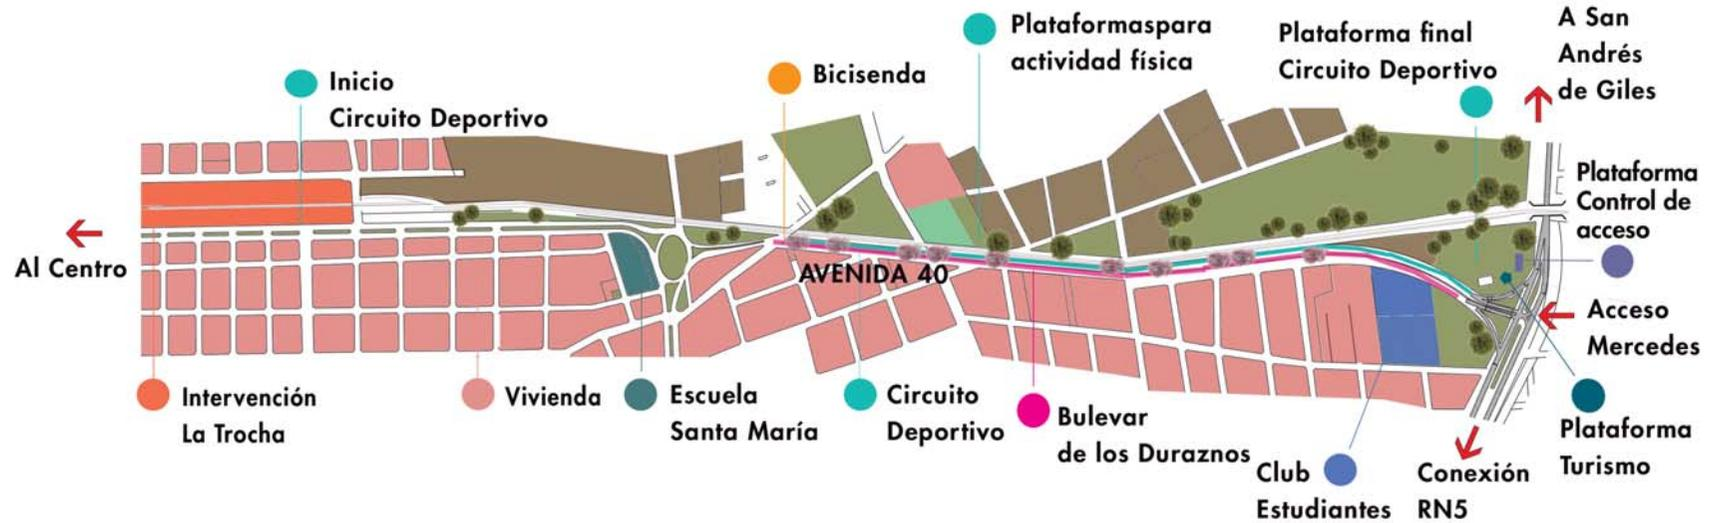 A San
Andrés
de Giles
Plataformaspara
actividad física
Plataforma final
Circuito Deportivo
Inicio
Circuito Deportivo
Bicisenda
Plataforma
Control de
acceso
Al Centro
AVENIDA 40
Acceso
Mercedes
Intervención
La Trocha
Vivienda
Escuela
Santa María
Circuito
Deportivo
Bulevar
de los Duraznos
Club
Estudiantes
Conexión
RN5
Plataforma
Turismo